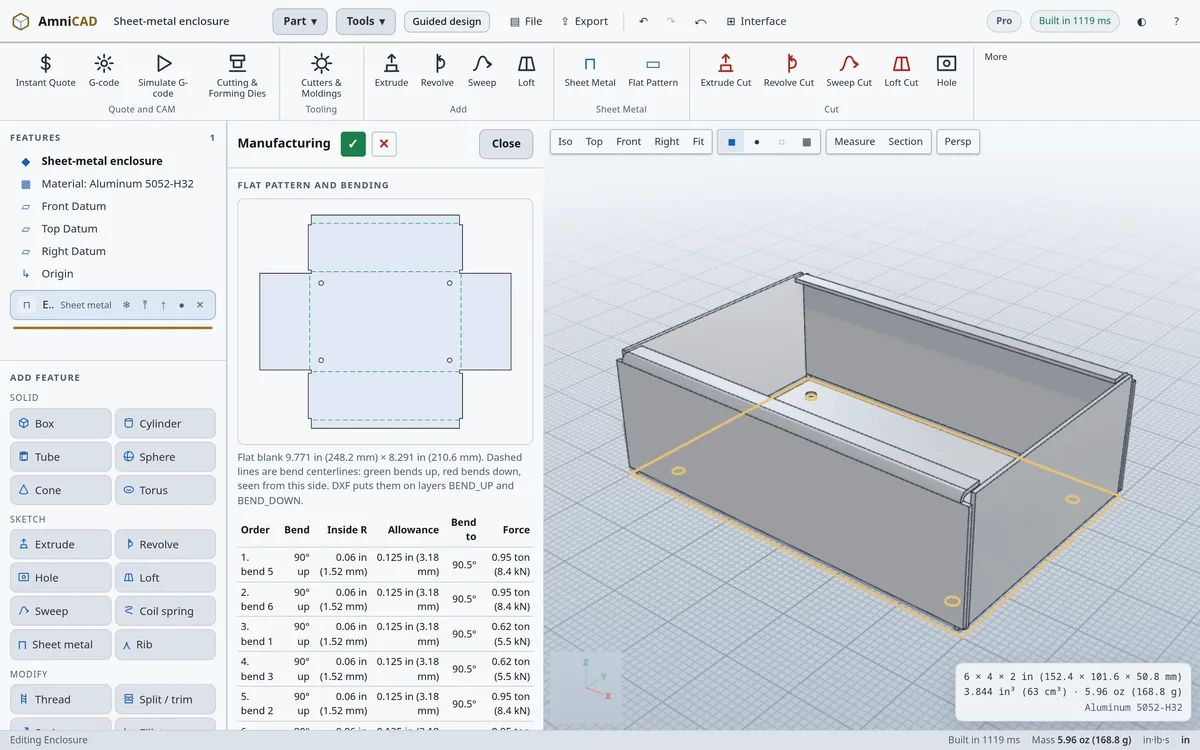 AmniCAD
Sheet-metal enclosure
Part ▾
Tools ▾
Guided design
File
Export
Interface
Pro
Built in 1119 ms
?
Instant Quote
G-code
Simulate G-code
Cutting & Forming Dies
Quote and CAM
Cutters & Moldings
Tooling
Extrude
Revolve
Sweep
Loft
Add
Sheet Metal
Flat Pattern
Sheet Metal
Extrude Cut
Revolve Cut
Sweep Cut
Loft Cut
Hole
Cut
More
FEATURES 1
Sheet-metal enclosure
Material: Aluminum 5052-H32
Front Datum
Top Datum
Right Datum
Origin
E.. Sheet metal
ADD FEATURE
SOLID
Box
Cylinder
Tube
Sphere
Cone
Torus
SKETCH
Extrude
Revolve
Hole
Loft
Sweep
Coil spring
Sheet metal
Rib
MODIFY
Thread
Split / trim
Manufacturing
Close
FLAT PATTERN AND BENDING
Flat blank 9.771 in (248.2 mm) × 8.291 in (210.6 mm). Dashed
lines are bend centerlines: green bends up, red bends down,
seen from this side. DXF puts them on layers BEND_UP and
BEND_DOWN.
Order Bend Inside R Allowance Bend to Force
1. bend 5 90° up 0.06 in (1.52 mm) 0.125 in (3.18 mm) 90.5° 0.95 ton (8.4 kN)
2. bend 6 90° up 0.06 in (1.52 mm) 0.125 in (3.18 mm) 90.5° 0.95 ton (8.4 kN)
3. bend 1 90° up 0.06 in (1.52 mm) 0.125 in (3.18 mm) 90.5° 0.62 ton (5.5 kN)
4. bend 3 90° up 0.06 in (1.52 mm) 0.125 in (3.18 mm) 90.5° 0.62 ton (5.5 kN)
5. bend 2 90° up 0.06 in (1.52 mm) 0.125 in (3.18 mm) 90.5° 0.95 ton (8.4 kN)
Iso
Top
Front
Right
Fit
Measure
Section
Persp
Z
Y
X
6 × 4 × 2 in (152.4 × 101.6 × 50.8 mm)
3.844 in³ (63 cm³) · 5.96 oz (168.8 g)
Aluminum 5052-H32
Editing Enclosure
Built in 1119 ms
Mass 5.96 oz (168.8 g)
in·lb·s
in